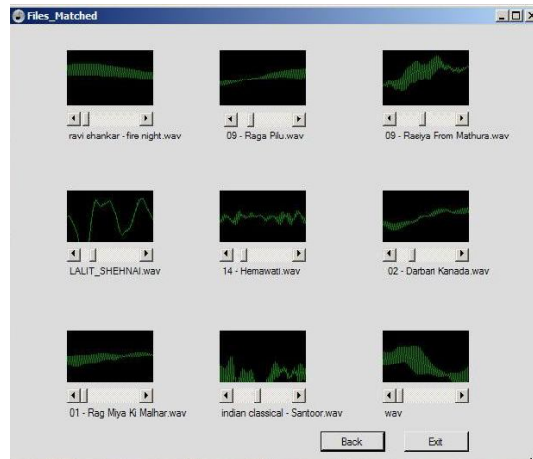 Files_Matched
ravi shankar - fire night.wav
09 - Raga Pilu.wav
09 - Rasiya From Mathura.wav
LALIT_SHEHNAI.wav
14 - Hemawati.wav
02 - Darbari Kanada.wav
01 - Rag Miya Ki Malhar.wav
indian classical - Santoor.wav
wav
Back
Exit